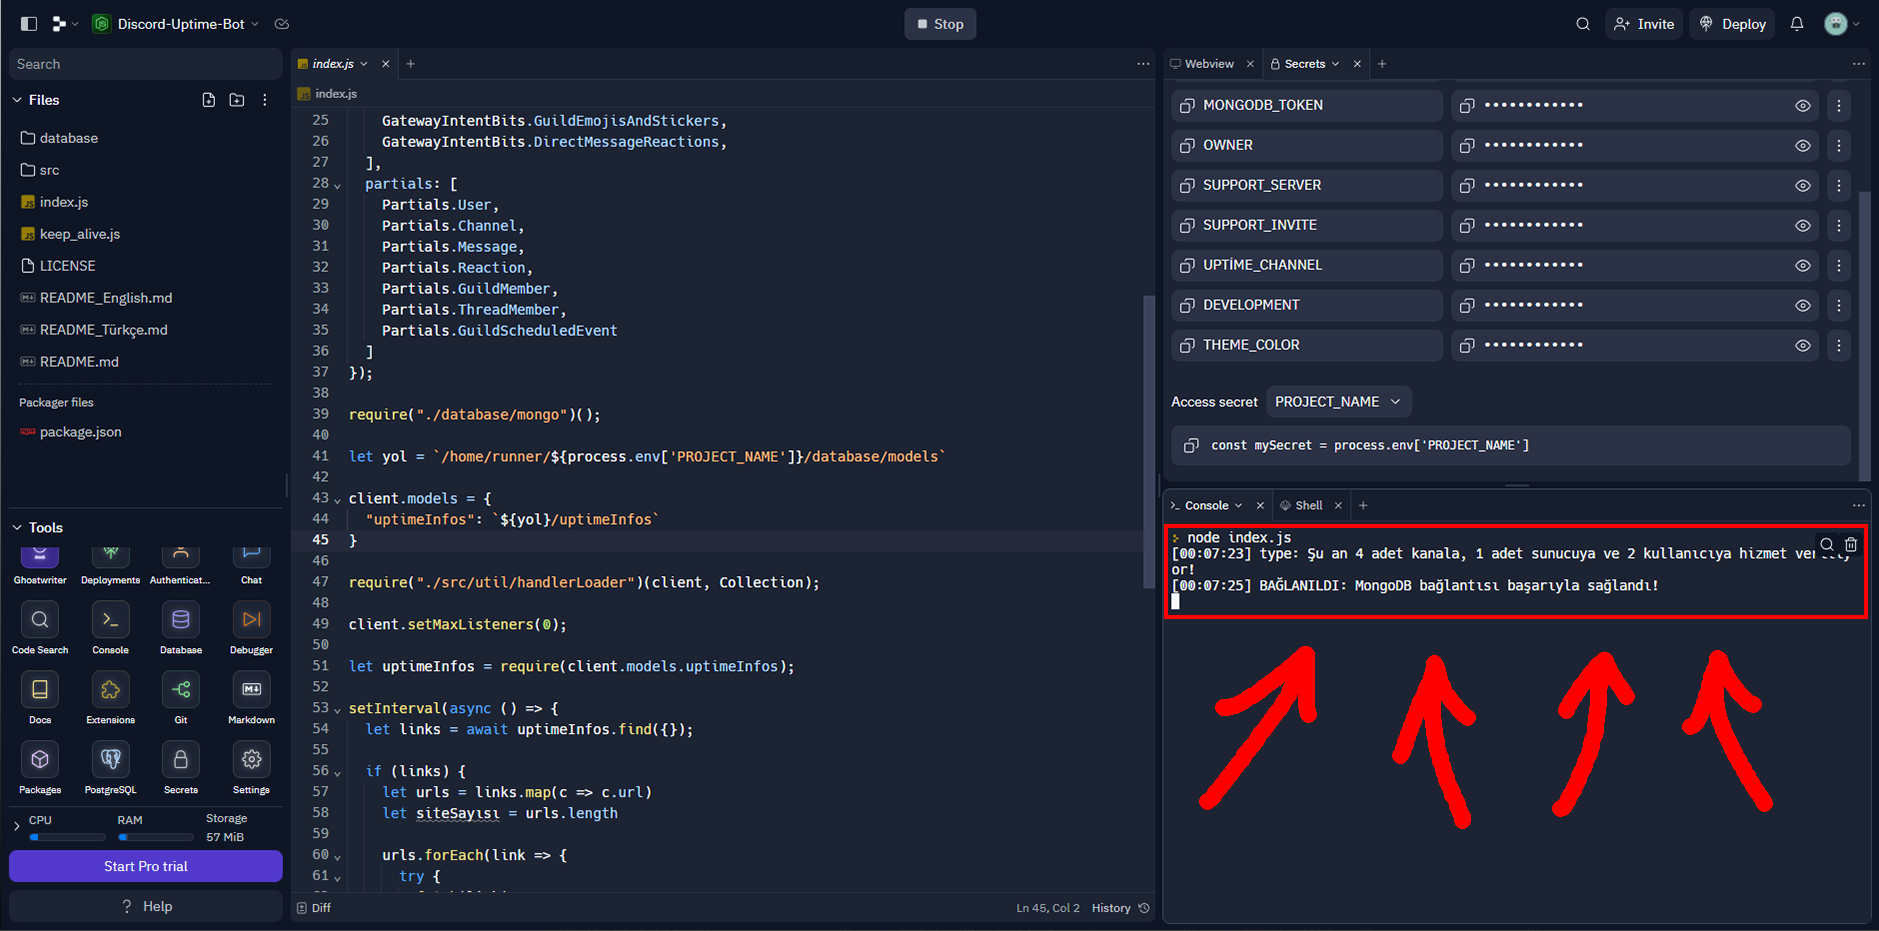 Discord-Uptime-Bot
Stop
Invite
Deploy
Search
Files
database
src
index.js
keep_alive.js
LICENSE
README_English.md
README_Türkçe.md
README.md
Packager files
package.json
Tools
Ghostwriter
Deployments
Authenticat...
Chat
Code Search
Console
Database
Debugger
Docs
Extensions
Git
Markdown
Packages
PostgreSQL
Secrets
Settings
CPU
RAM
Storage
57 MiB
Start Pro trial
? Help
index.js
index.js
25 GatewayIntentBits.GuildEmojisAndStickers,
26 GatewayIntentBits.DirectMessageReactions,
27 ],
28 partials: [
29 Partials.User,
30 Partials.Channel,
31 Partials.Message,
32 Partials.Reaction,
33 Partials.GuildMember,
34 Partials.ThreadMember,
35 Partials.GuildScheduledEvent
36 ]
37 });
38
39 require("./database/mongo")();
40
41 let yol = `/home/runner/${process.env['PROJECT_NAME']}/database/models`
42
43 client.models = {
44 "uptimeInfos": `${yol}/uptimeInfos`
45 }
46
47 require("./src/util/handlerLoader")(client, Collection);
48
49 client.setMaxListeners(0);
50
51 let uptimeInfos = require(client.models.uptimeInfos);
52
53 setInterval(async () => {
54 let links = await uptimeInfos.find({});
55
56 if (links) {
57 let urls = links.map(c => c.url)
58 let siteSayısı = urls.length
59
60 urls.forEach(link => {
61 try {
Diff
Ln 45, Col 2
History
Webview
Secrets
MONGODB_TOKEN ••••••••••••
OWNER ••••••••••••
SUPPORT_SERVER ••••••••••••
SUPPORT_INVITE ••••••••••••
UPTİME_CHANNEL ••••••••••••
DEVELOPMENT ••••••••••••
THEME_COLOR ••••••••••••
Access secret PROJECT_NAME
const mySecret = process.env['PROJECT_NAME']
Console
Shell
node index.js
[00:07:23] type: Şu an 4 adet kanala, 1 adet sunucuya ve 2 kullanıcıya hizmet veriliy
or!
[00:07:25] BAĞLANILDI: MongoDB bağlantısı başarıyla sağlandı!